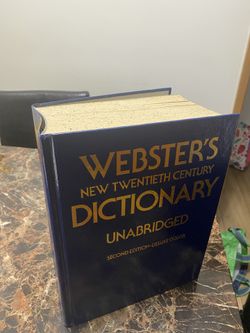 WEBSTER'S
NEW TWENTIETH CENTURY
DICTIONARY
UNABRIDGED
SECOND EDITION-DELUXE COLOR